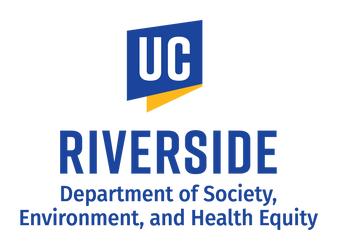 UC
RIVERSIDE
Department of Society,
Environment, and Health Equity